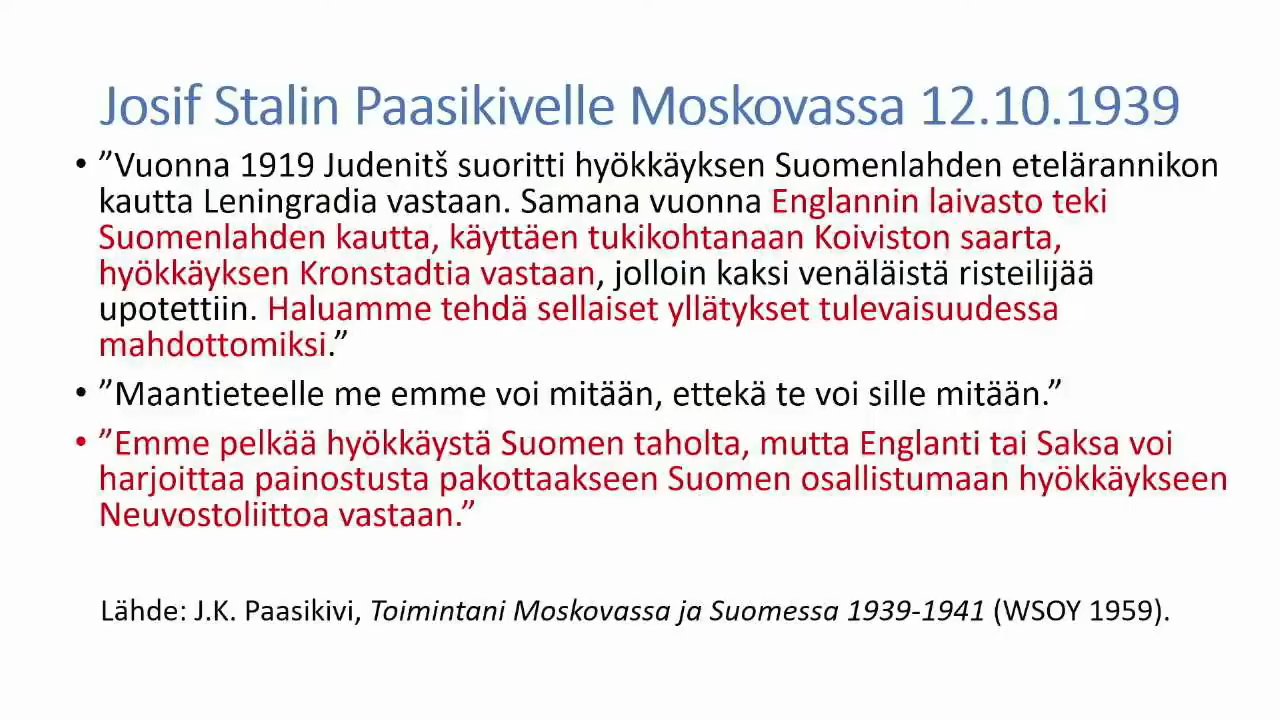 Josif Stalin Paasikivelle Moskovassa 12.10.1939
• ”Vuonna 1919 Judenitš suoritti hyökkäyksen Suomenlahden etelärannikon
kautta Leningradia vastaan. Samana vuonna Englannin laivasto teki
Suomenlahden kautta, käyttäen tukikohtanaan Koiviston saarta,
hyökkäyksen Kronstadtia vastaan, jolloin kaksi venäläistä risteilijää
upotettiin. Haluamme tehdä sellaiset yllätykset tulevaisuudessa
mahdottomiksi.”
• ”Maantieteelle me emme voi mitään, ettekä te voi sille mitään.”
• ”Emme pelkää hyökkäystä Suomen taholta, mutta Englanti tai Saksa voi
harjoittaa painostusta pakottaakseen Suomen osallistumaan hyökkäykseen
Neuvostoliittoa vastaan.”
Lähde: J.K. Paasikivi, Toimintani Moskovassa ja Suomessa 1939-1941 (WSOY 1959).